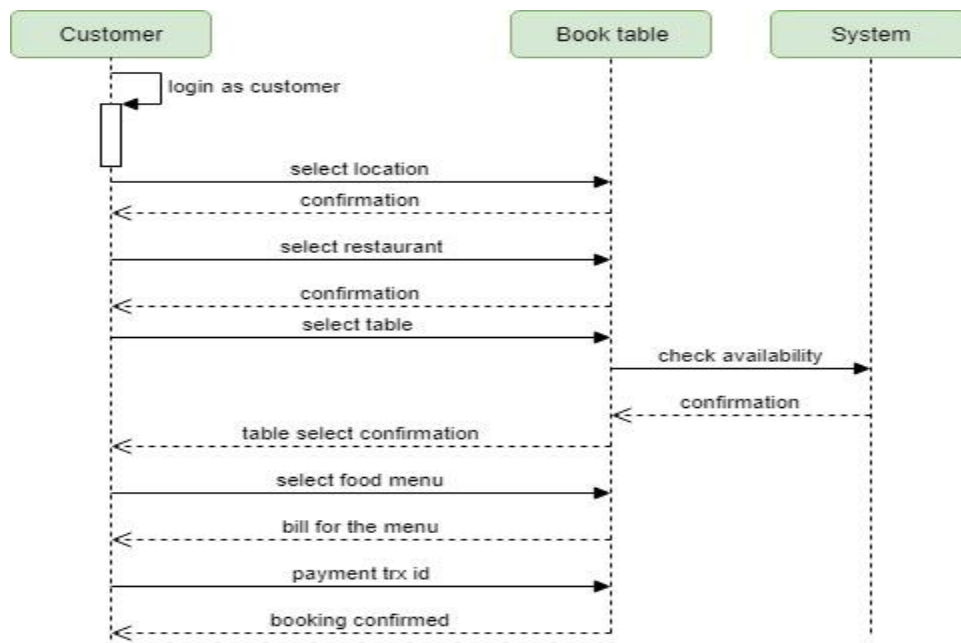 Customer
Book table
System
login as customer
select location
confirmation
select restaurant
confirmation
select table
check availability
confirmation
table select confirmation
select food menu
bill for the menu
payment trx id
booking confirmed